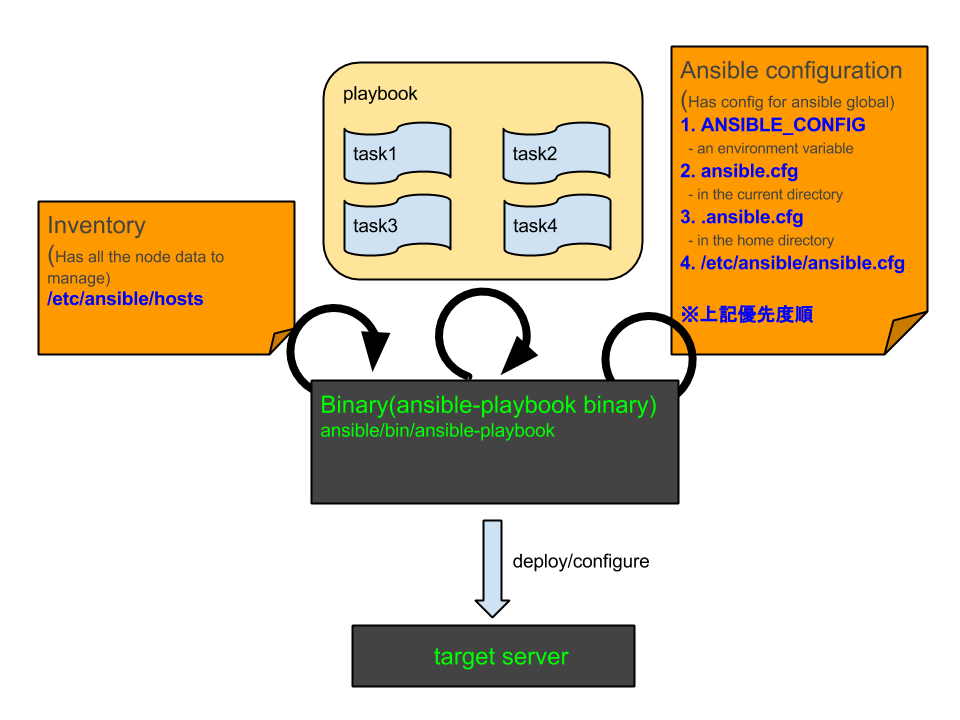 playbook
task1
task2
task3
task4
Ansible configuration
(Has config for ansible global)
1. ANSIBLE_CONFIG
- an environment variable
2. ansible.cfg
- in the current directory
3. .ansible.cfg
- in the home directory
4. /etc/ansible/ansible.cfg
※上記優先度順
Inventory
(Has all the node data to
manage)
/etc/ansible/hosts
Binary(ansible-playbook binary)
ansible/bin/ansible-playbook
deploy/configure
target server